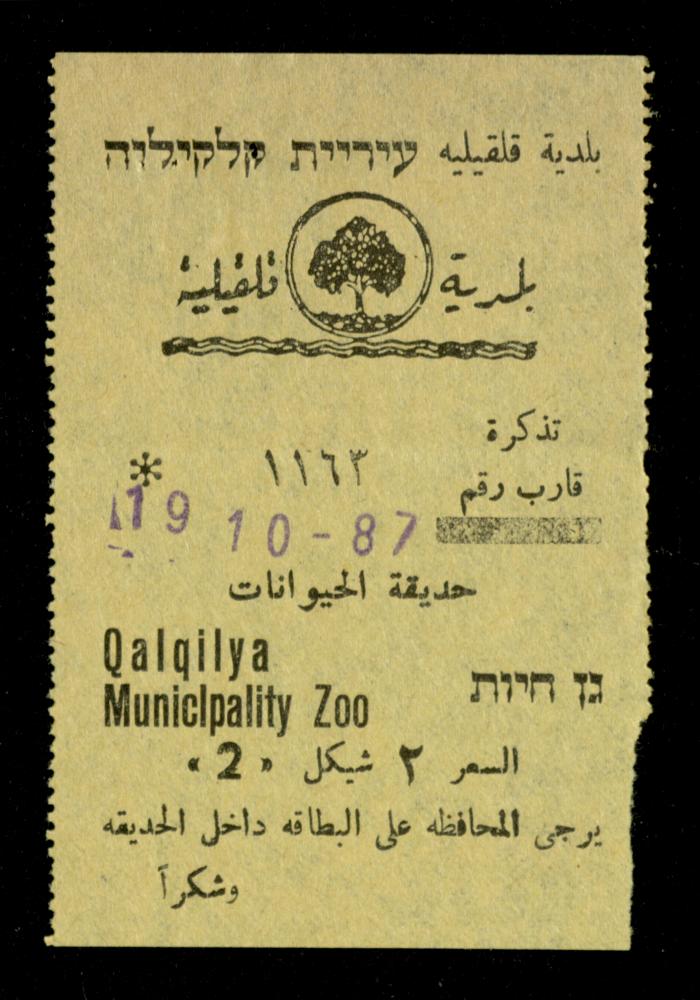 بلدية قلقيليه עיריית קלקיליה
بلدية قلقيلية
تذكرة
قارب رقم ١١٦٣ *
19 10-87
حديقة الحيوانات
Qalqilya
Municipality Zoo
גן חיות
السعر ٢ شيكل «2»
يرجى المحافظه على البطاقه داخل الحديقه
وشكراً